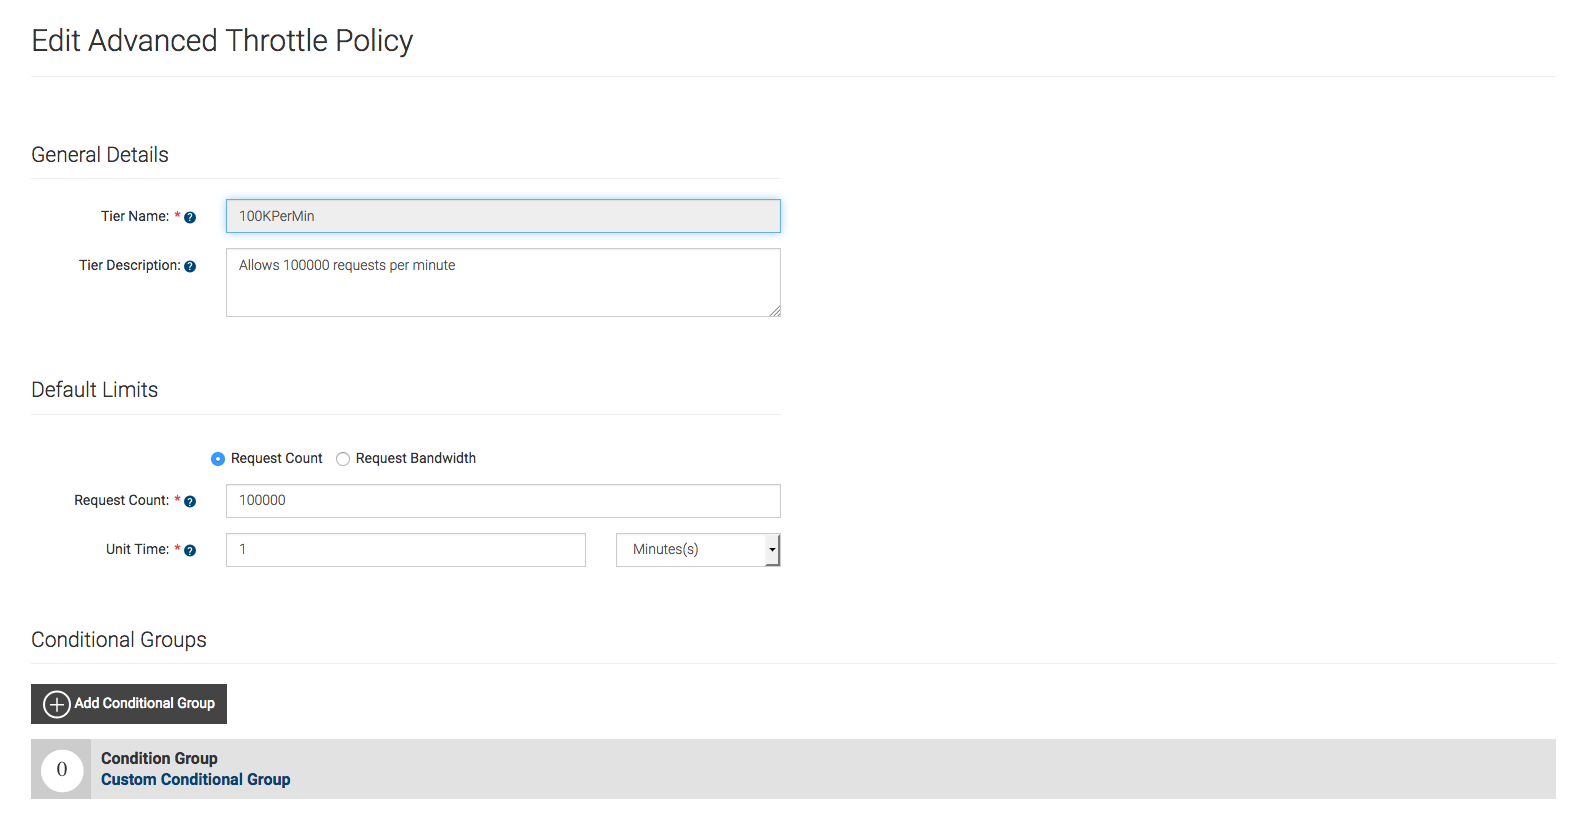 Edit Advanced Throttle Policy
General Details
Tier Name: * ?
100KPerMin
Tier Description: ?
Allows 100000 requests per minute
Default Limits
Request Count Request Bandwidth
Request Count: * ?
100000
Unit Time: * ?
1 Minutes(s)
Conditional Groups
Add Conditional Group
0
Condition Group
Custom Conditional Group